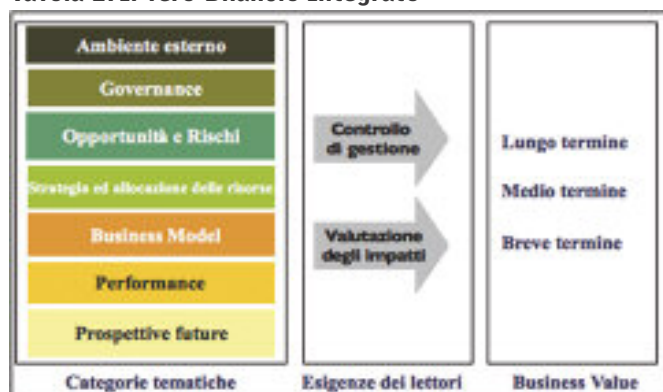 Ambiente esterno
Governance
Opportunità e Rischi
Strategia ed allocazione delle risorse
Business Model
Performance
Prospettive future
Categorie tematiche
Controllo
di gestione
Valutazione
degli impatti
Esigenze dei lettori
Lungo termine
Medio termine
Breve termine
Business Value